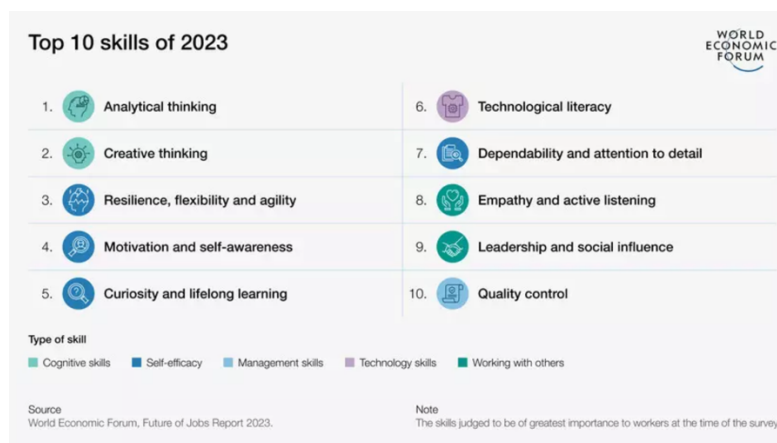 Top 10 skills of 2023
WORLD
ECONOMIC
FORUM
1. Analytical thinking
2. Creative thinking
3. Resilience, flexibility and agility
4. Motivation and self-awareness
5. Curiosity and lifelong learning
6. Technological literacy
7. Dependability and attention to detail
8. Empathy and active listening
9. Leadership and social influence
10. Quality control
Type of skill
Cognitive skills Self-efficacy Management skills Technology skills Working with others
Source
World Economic Forum, Future of Jobs Report 2023.
Note
The skills judged to be of greatest importance to workers at the time of the survey